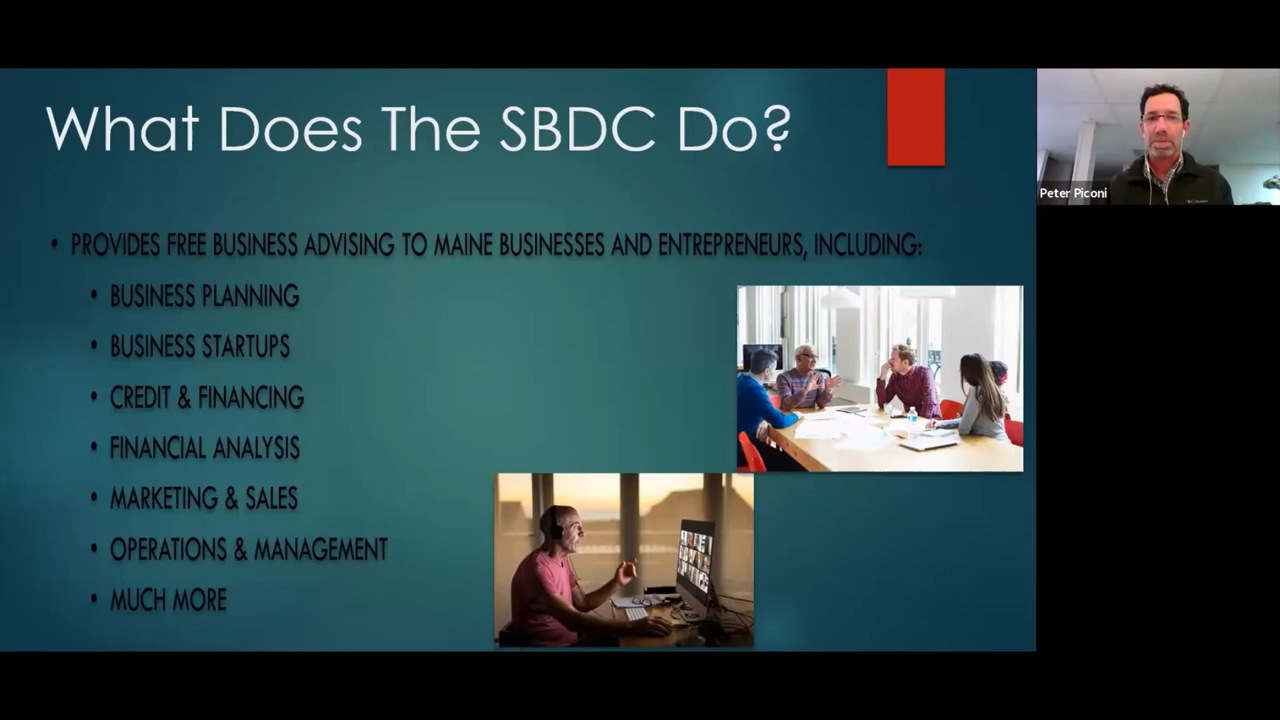 What Does The SBDC Do?
• PROVIDES FREE BUSINESS ADVISING TO MAINE BUSINESSES AND ENTREPRENEURS, INCLUDING:
• BUSINESS PLANNING
• BUSINESS STARTUPS
• CREDIT & FINANCING
• FINANCIAL ANALYSIS
• MARKETING & SALES
• OPERATIONS & MANAGEMENT
• MUCH MORE
Peter Piconi